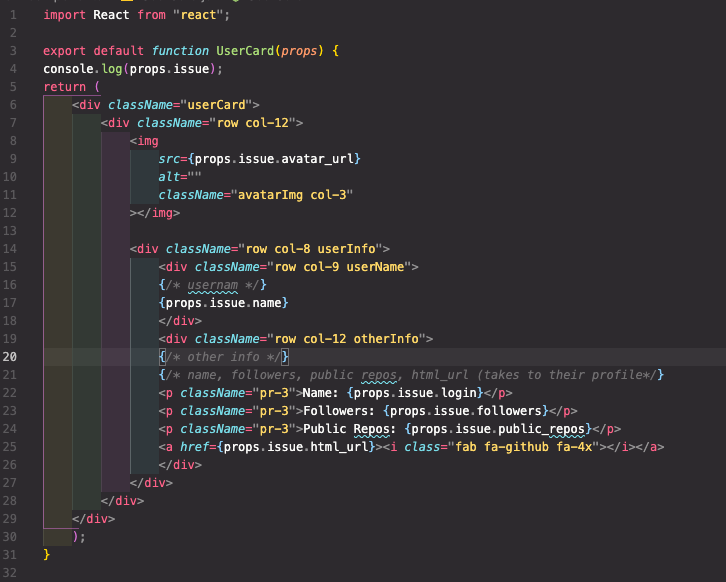 1 import React from "react";
2
3 export default function UserCard(props) {
4 console.log(props.issue);
5 return (
6 <div className="userCard">
7 <div className="row col-12">
8 <img
9 src={props.issue.avatar_url}
10 alt=""
11 className="avatarImg col-3"
12 ></img>
13
14 <div className="row col-8 userInfo">
15 <div className="row col-9 userName">
16 {/* usernam */}
17 {props.issue.name}
18 </div>
19 <div className="row col-12 otherInfo">
20 {/* other info */}
21 {/* name, followers, public repos, html_url (takes to their profile*/}
22 <p className="pr-3">Name: {props.issue.login}</p>
23 <p className="pr-3">Followers: {props.issue.followers}</p>
24 <p className="pr-3">Public Repos: {props.issue.public_repos}</p>
25 <a href={props.issue.html_url}><i class="fab fa-github fa-4x"></i></a>
26 </div>
27 </div>
28 </div>
29 </div>
30 );
31 }
32